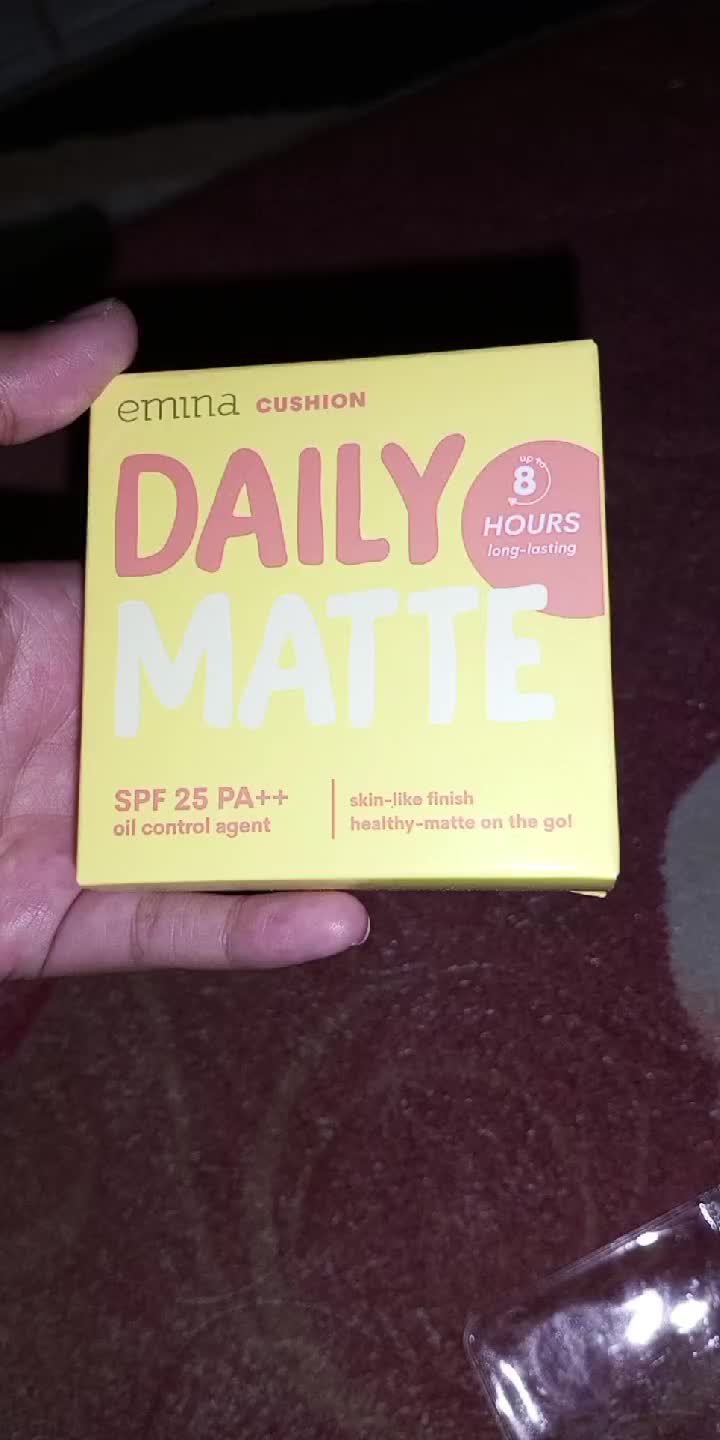 emina CUSHION
DAILY
up to
8
HOURS
long-lasting
MATTE
SPF 25 PA++
oil control agent
skin-like finish
healthy-matte on the go!